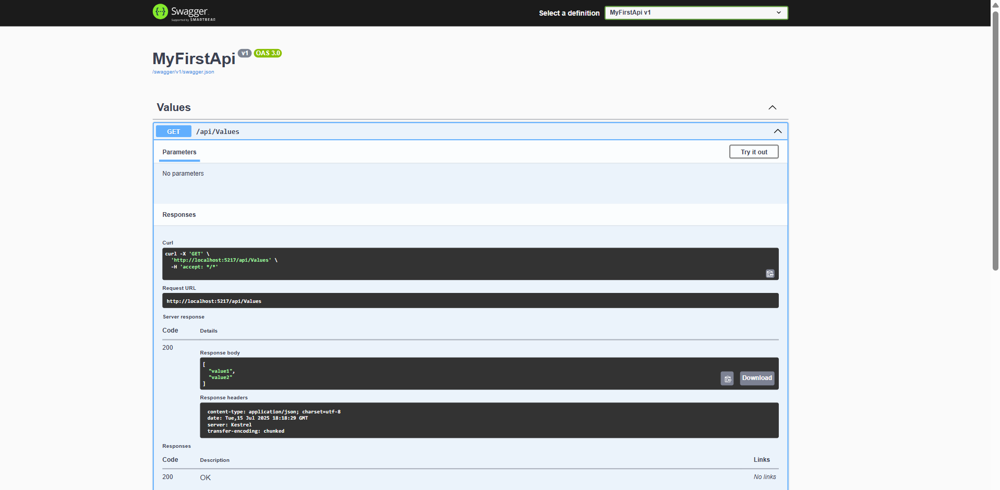 Swagger
Supported by SMARTBEAR
Select a definition
MyFirstApi v1
MyFirstApi v1 OAS 3.0
/swagger/v1/swagger.json
Values
GET /api/Values
Parameters
Try it out
No parameters
Responses
Curl
curl -X 'GET' \
'http://localhost:5217/api/Values' \
-H 'accept: */*'
Request URL
http://localhost:5217/api/Values
Server response
Code Details
200
Response body
[
"value1",
"value2"
]
Download
Response headers
content-type: application/json; charset=utf-8
date: Tue,15 Jul 2025 18:18:29 GMT
server: Kestrel
transfer-encoding: chunked
Responses
Code Description Links
200 OK No links